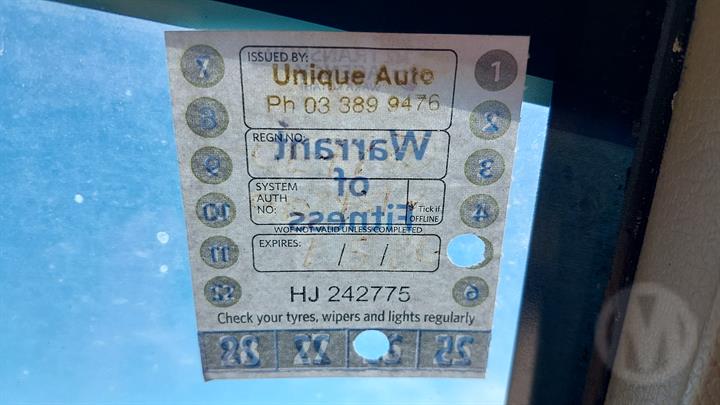 7
ISSUED BY:
Unique Auto
Ph 03 389 9476
1
8
2
REGN NO:
Warrant
9
3
SYSTEM
AUTH
NO:
of
10
4
Tick if
OFFLINE
Fitness
WOF NOT VALID UNLESS COMPLETED
11
EXPIRES: / /
12
HJ 242775
6
Check your tyres, wipers and lights regularly
22
25
M